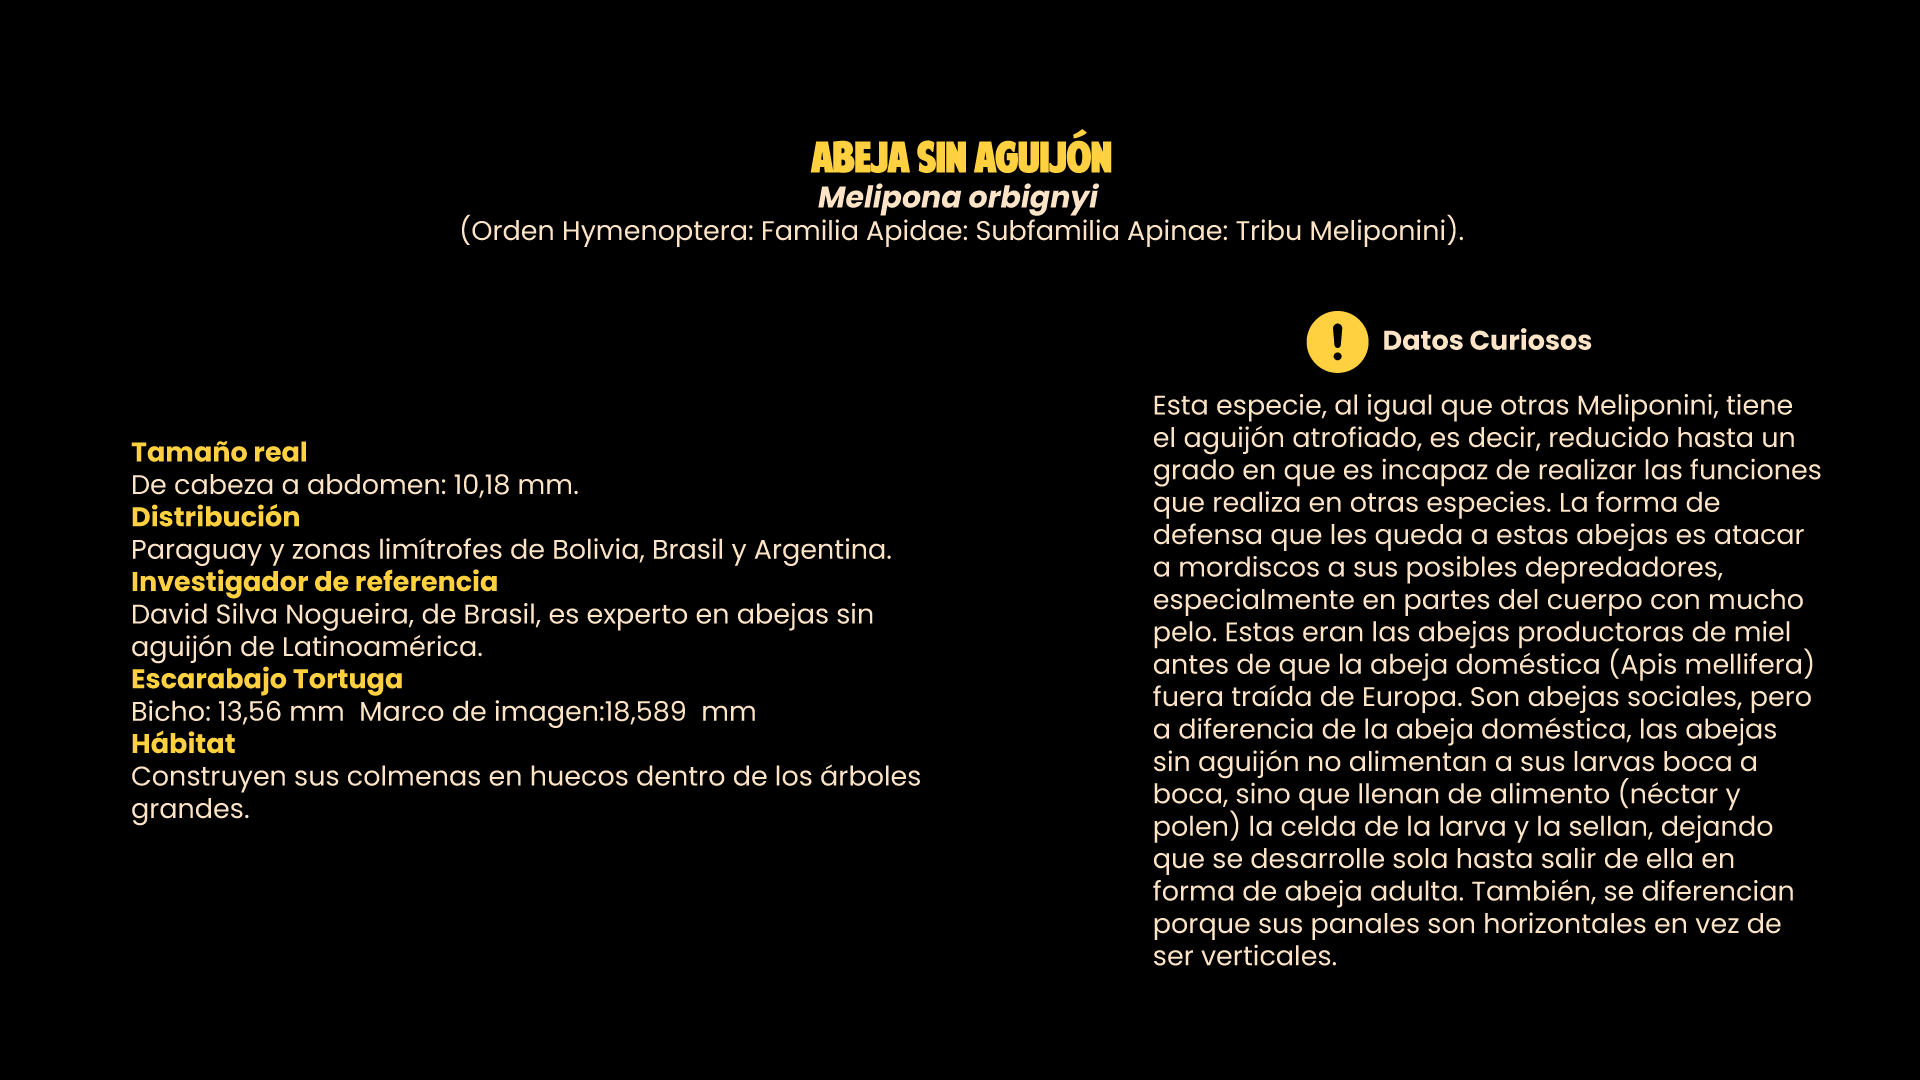 ABEJA SIN AGUIJÓN
Melipona orbignyi
(Orden Hymenoptera: Familia Apidae: Subfamilia Apinae: Tribu Meliponini).
Tamaño real
De cabeza a abdomen: 10,18 mm.
Distribución
Paraguay y zonas limítrofes de Bolivia, Brasil y Argentina.
Investigador de referencia
David Silva Nogueira, de Brasil, es experto en abejas sin
aguijón de Latinoamérica.
Escarabajo Tortuga
Bicho: 13,56 mm  Marco de imagen:18,589  mm
Hábitat
Construyen sus colmenas en huecos dentro de los árboles
grandes.
! Datos Curiosos
Esta especie, al igual que otras Meliponini, tiene
el aguijón atrofiado, es decir, reducido hasta un
grado en que es incapaz de realizar las funciones
que realiza en otras especies. La forma de
defensa que les queda a estas abejas es atacar
a mordiscos a sus posibles depredadores,
especialmente en partes del cuerpo con mucho
pelo. Estas eran las abejas productoras de miel
antes de que la abeja doméstica (Apis mellifera)
fuera traída de Europa. Son abejas sociales, pero
a diferencia de la abeja doméstica, las abejas
sin aguijón no alimentan a sus larvas boca a
boca, sino que llenan de alimento (néctar y
polen) la celda de la larva y la sellan, dejando
que se desarrolle sola hasta salir de ella en
forma de abeja adulta. También, se diferencian
porque sus panales son horizontales en vez de
ser verticales.